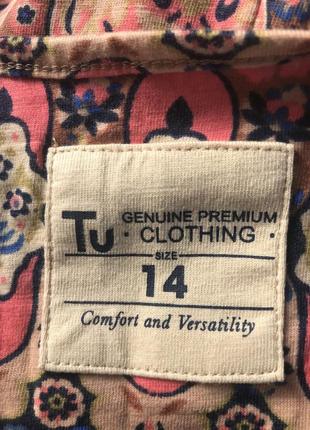 Tu GENUINE PREMIUM
· CLOTHING ·
SIZE
14
Comfort and Versatility